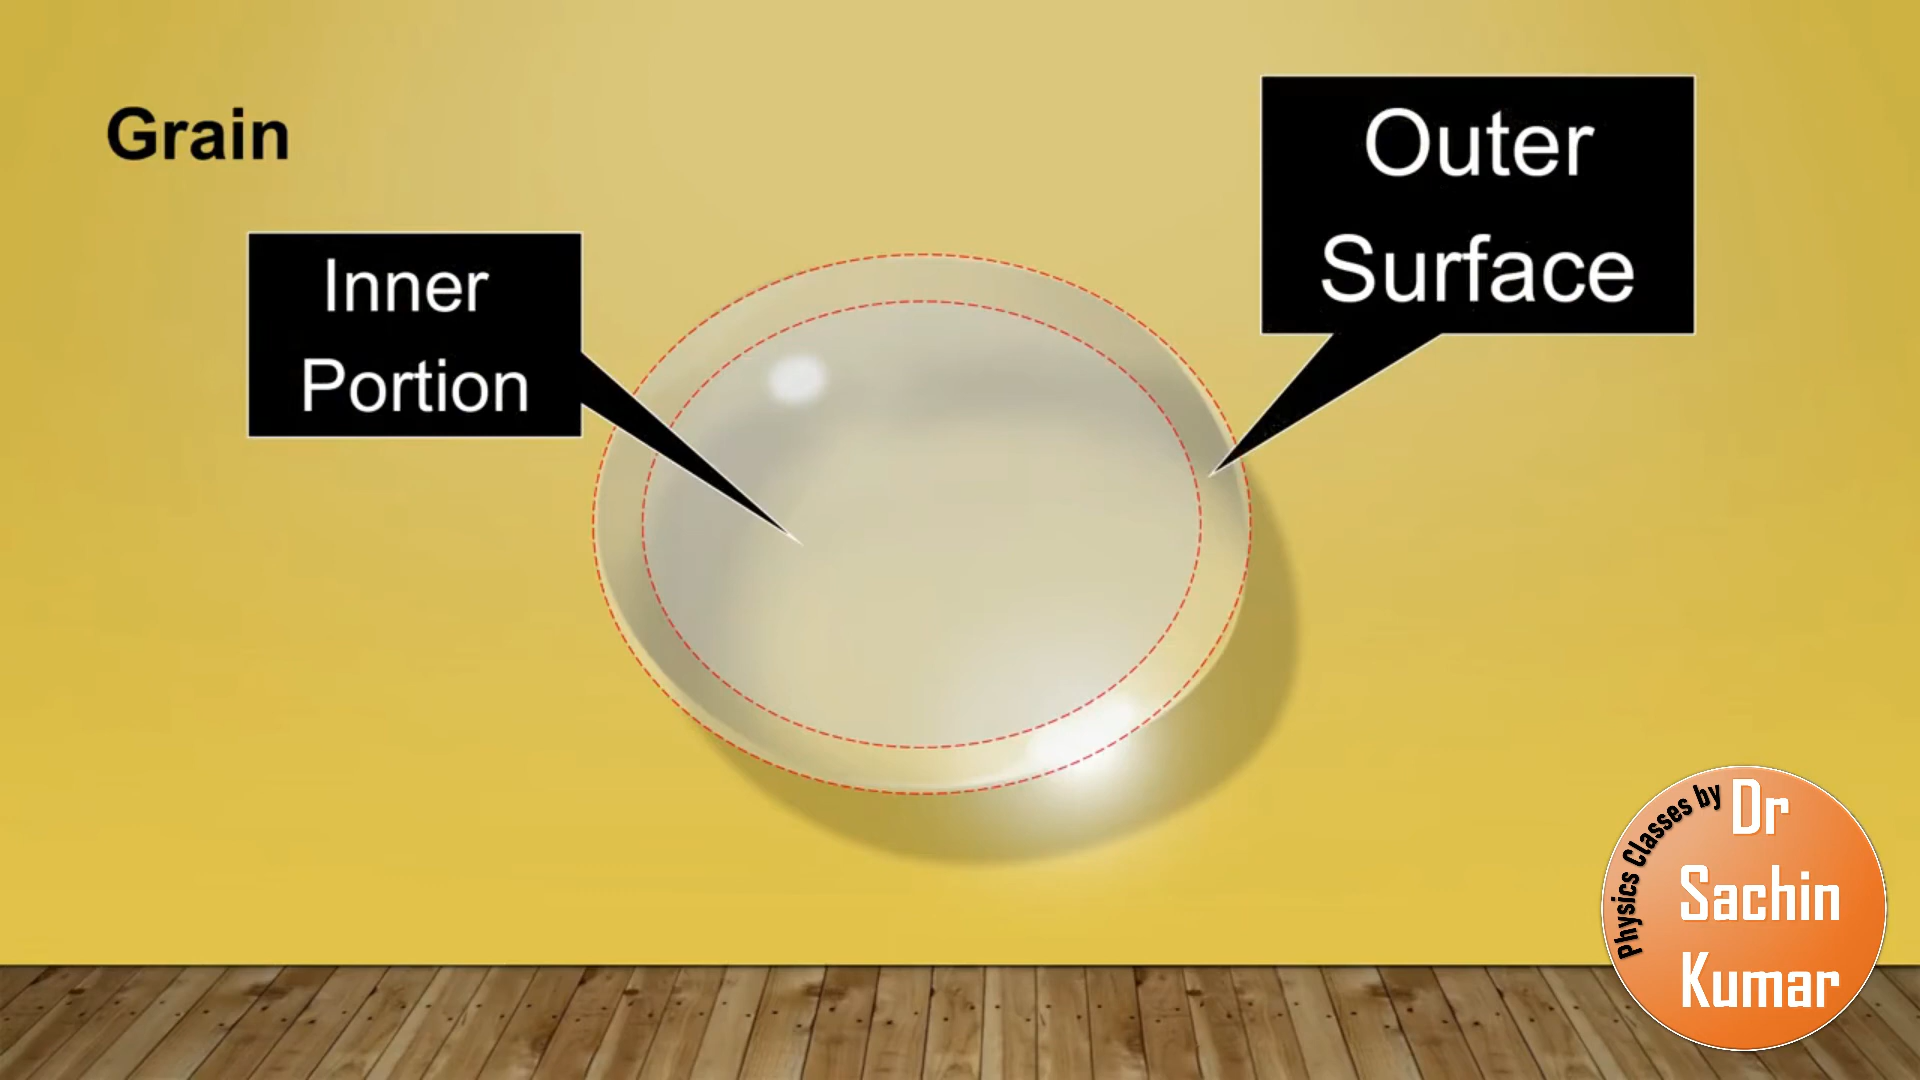 Grain
Outer
Surface
Inner
Portion
Physics Classes by
Dr
Sachin
Kumar